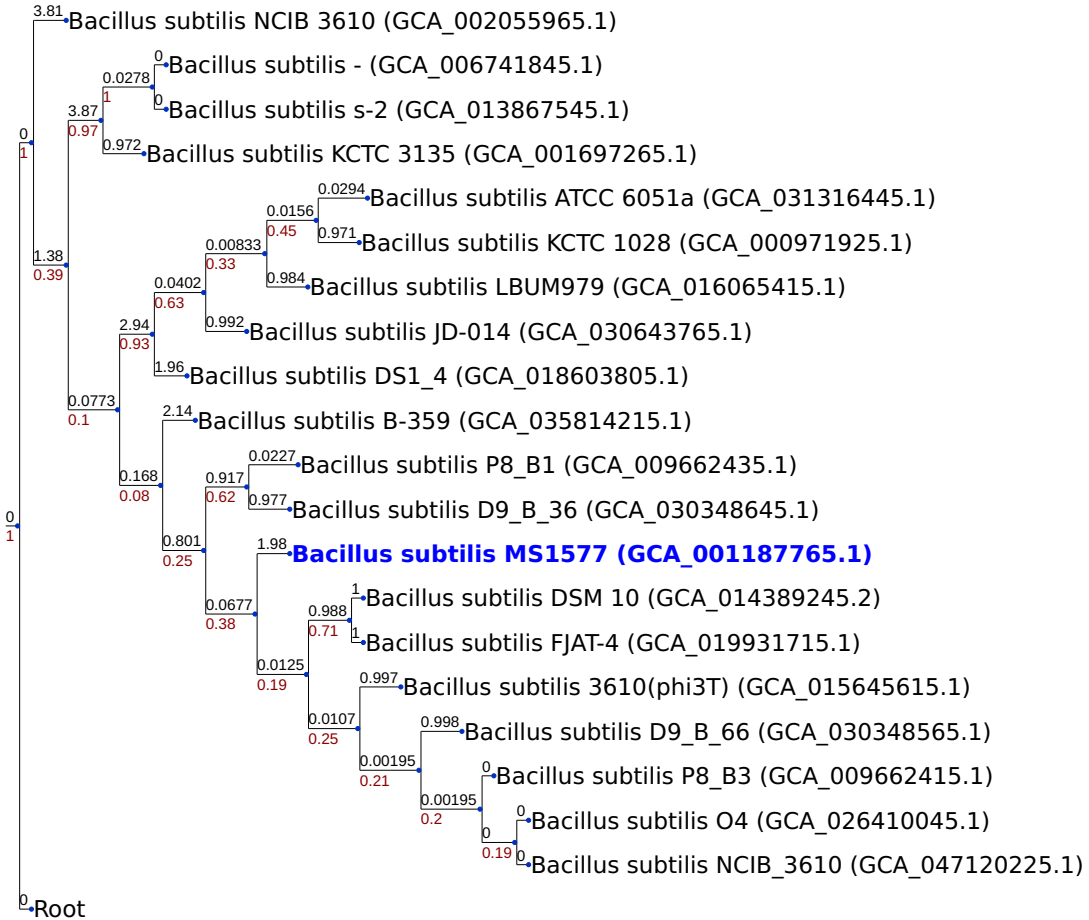 3.81
Bacillus subtilis NCIB 3610 (GCA_002055965.1)
0
Bacillus subtilis - (GCA_006741845.1)
0.0278
1
0
Bacillus subtilis s-2 (GCA_013867545.1)
3.87
0.97
0
1
0.972
Bacillus subtilis KCTC 3135 (GCA_001697265.1)
0.0294
Bacillus subtilis ATCC 6051a (GCA_031316445.1)
0.0156
0.45
0.971
Bacillus subtilis KCTC 1028 (GCA_000971925.1)
0.00833
0.33
1.38
0.39
0.984
Bacillus subtilis LBUM979 (GCA_016065415.1)
0.0402
0.63
0.992
Bacillus subtilis JD-014 (GCA_030643765.1)
2.94
0.93
1.96
Bacillus subtilis DS1_4 (GCA_018603805.1)
0.0773
0.1
2.14
Bacillus subtilis B-359 (GCA_035814215.1)
0.0227
Bacillus subtilis P8_B1 (GCA_009662435.1)
0.168
0.08
0.917
0.62
0.977
Bacillus subtilis D9_B_36 (GCA_030348645.1)
0
1
0.801
0.25
1.98
Bacillus subtilis MS1577 (GCA_001187765.1)
1
Bacillus subtilis DSM 10 (GCA_014389245.2)
0.0677
0.38
0.988
0.71
1
Bacillus subtilis FJAT-4 (GCA_019931715.1)
0.0125
0.19
0.997
Bacillus subtilis 3610(phi3T) (GCA_015645615.1)
0.0107
0.25
0.998
Bacillus subtilis D9_B_66 (GCA_030348565.1)
0.00195
0.21
0
Bacillus subtilis P8_B3 (GCA_009662415.1)
0.00195
0.2
0
Bacillus subtilis O4 (GCA_026410045.1)
0
0.19
0
Bacillus subtilis NCIB_3610 (GCA_047120225.1)
0
Root